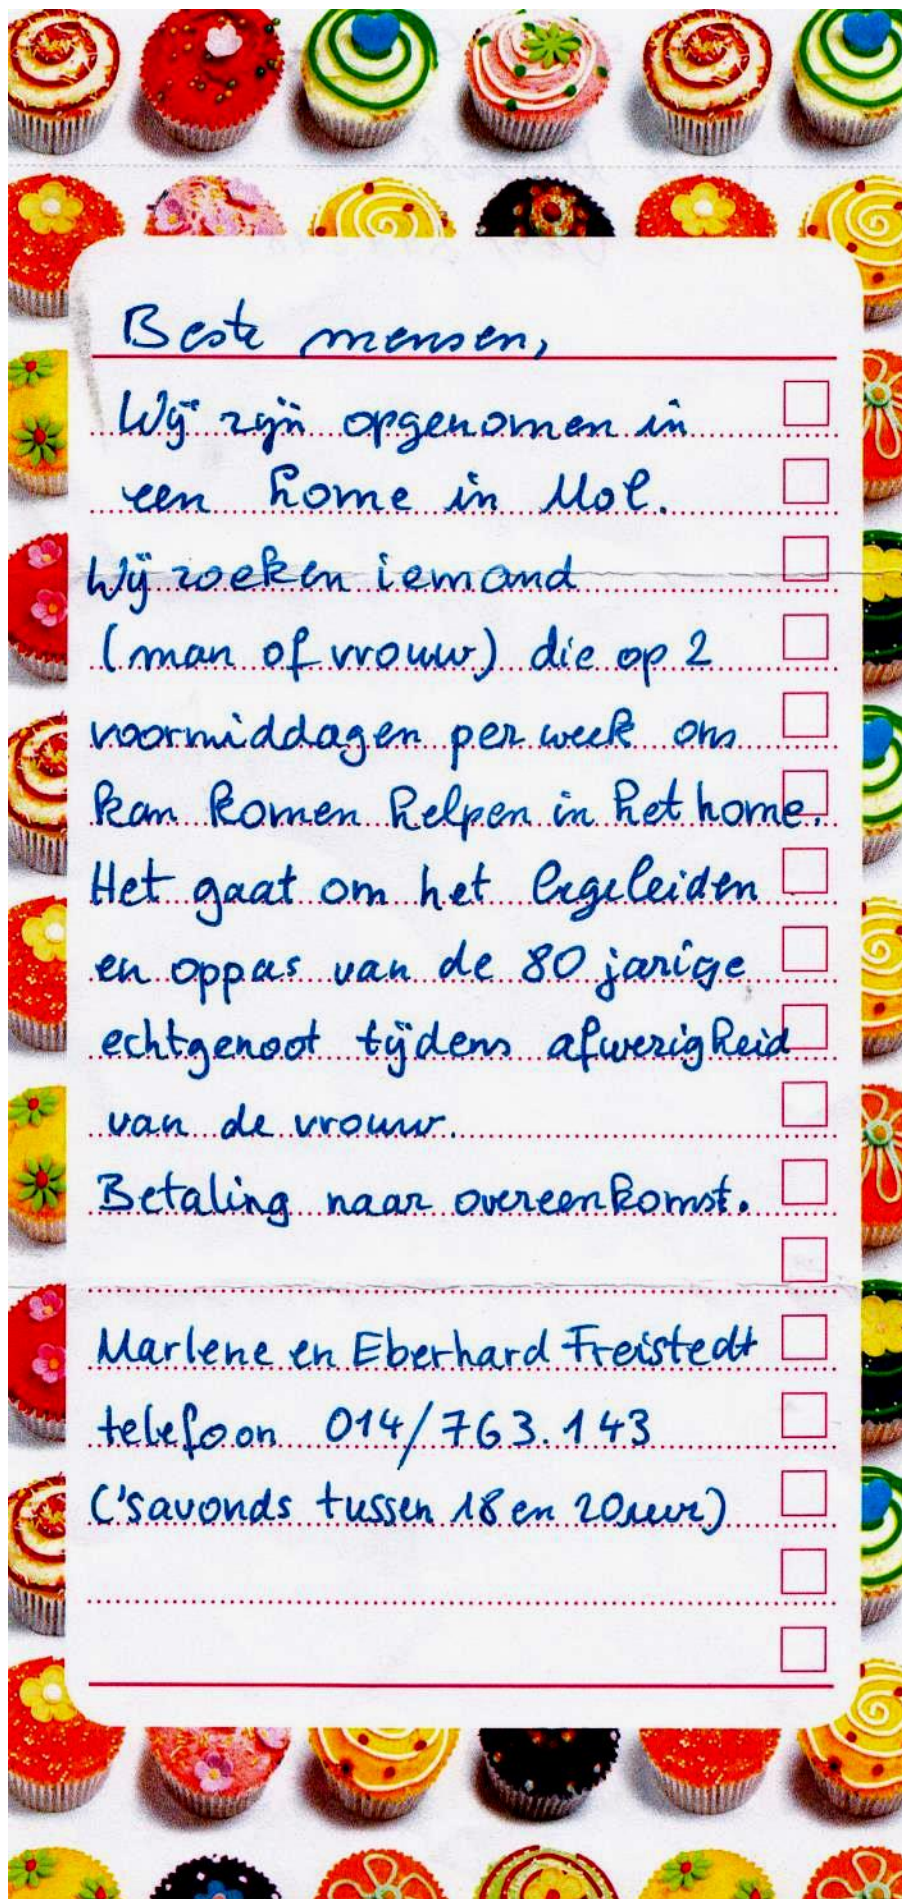 Beste mensen,
Wij zijn opgenomen in
een home in Mol.
Wij zoeken iemand
(man of vrouw) die op 2
voormiddagen per week ons
kan komen helpen in het home.
Het gaat om het begeleiden
en oppas van de 80 jarige
echtgenoot tijdens afwezigheid
van de vrouw.
Betaling naar overeenkomst.
Marlene en Eberhard Freistedt
telefoon 014/763.143
('s avonds tussen 18 en 20 uur)